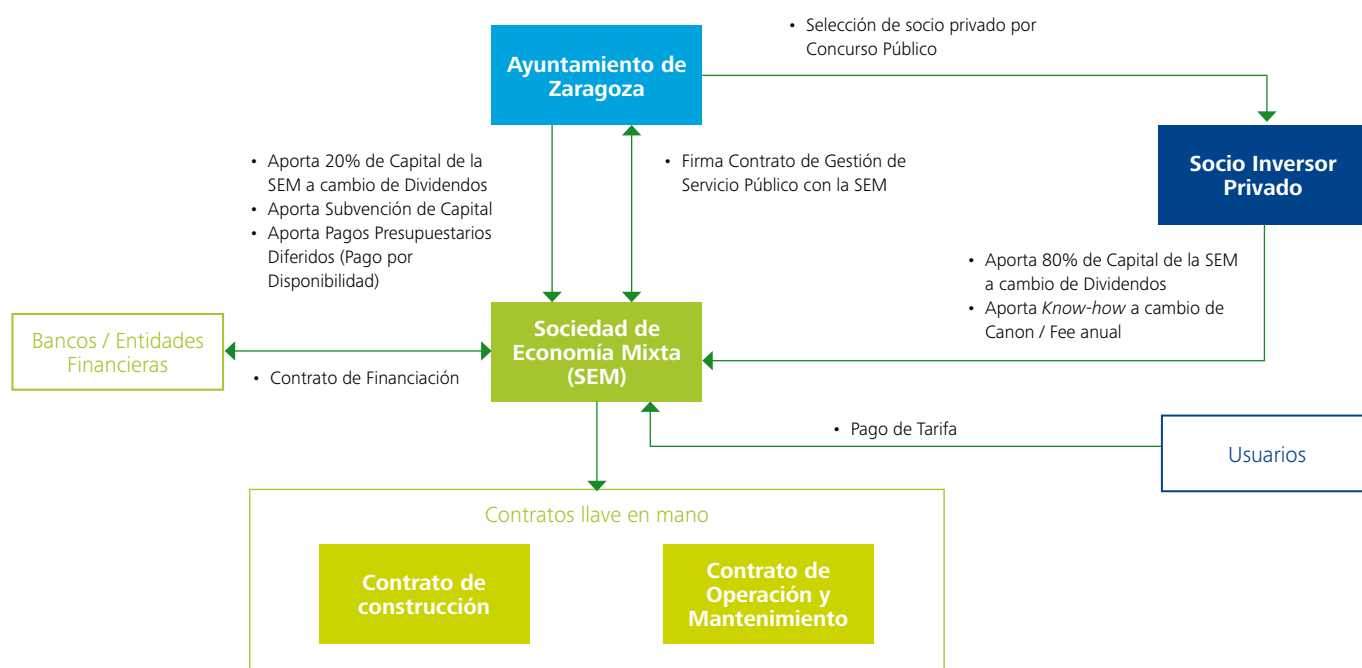 • Selección de socio privado por
Concurso Público
Ayuntamiento de
Zaragoza
• Aporta 20% de Capital de la
SEM a cambio de Dividendos
• Aporta Subvención de Capital
• Aporta Pagos Presupuestarios
Diferidos (Pago por
Disponibilidad)
• Firma Contrato de Gestión de
Servicio Público con la SEM
Socio Inversor
Privado
• Aporta 80% de Capital de la SEM
a cambio de Dividendos
• Aporta Know-how a cambio de
Canon / Fee anual
Bancos / Entidades
Financieras
• Contrato de Financiación
Sociedad de
Economía Mixta
(SEM)
• Pago de Tarifa
Usuarios
Contratos llave en mano
Contrato de
construcción
Contrato de
Operación y
Mantenimiento